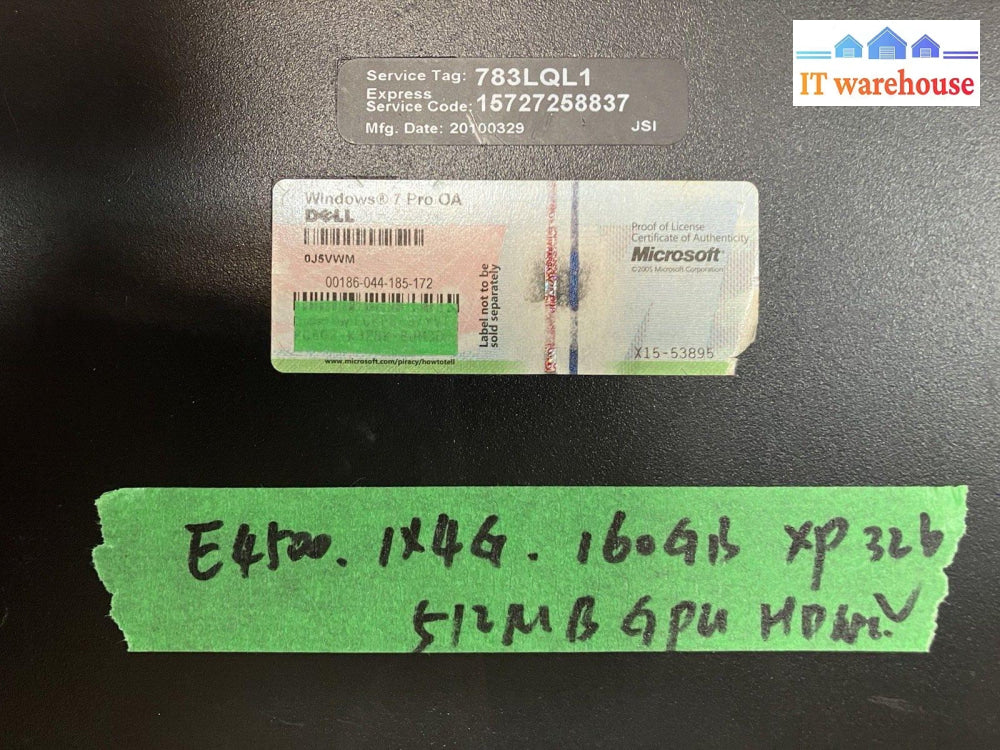 IT warehouse
Service Tag: 783LQL1
Express
Service Code: 15727258837
Mfg. Date: 20100329 JSI
Windows® 7 Pro OA
DELL
0J5VWM
00186-044-185-172
www.microsoft.com/piracy/howtotell
Label not to be
sold separately
Proof of License
Certificate of Authenticity
Microsoft
©2005 Microsoft Corporation
X15-53895
E4500. 1X4G. 160GB XP 32b
512MB GPU HDMI✓